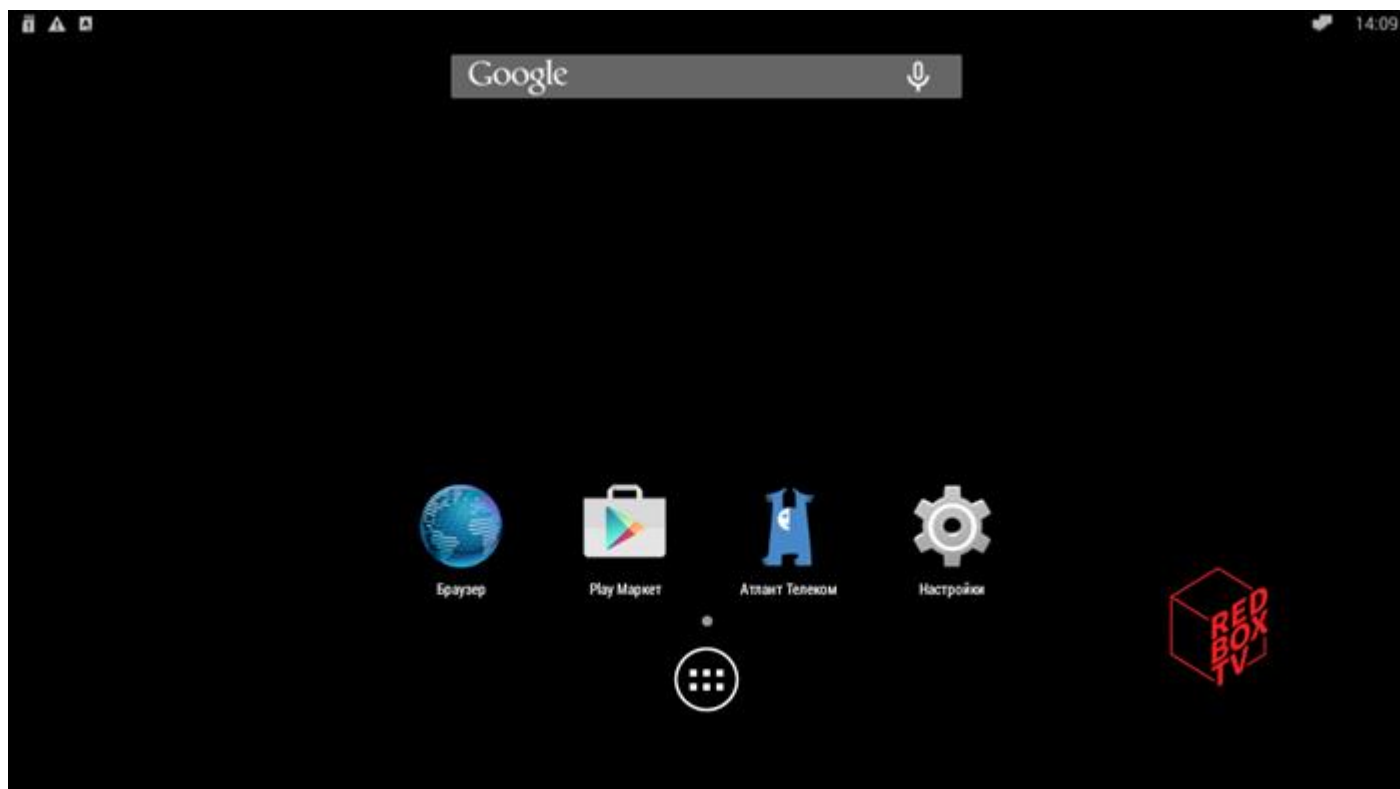 14:09
Google
Браузер
Play Маркет
Атлант Телеком
Настройки
RED
BOX
TV